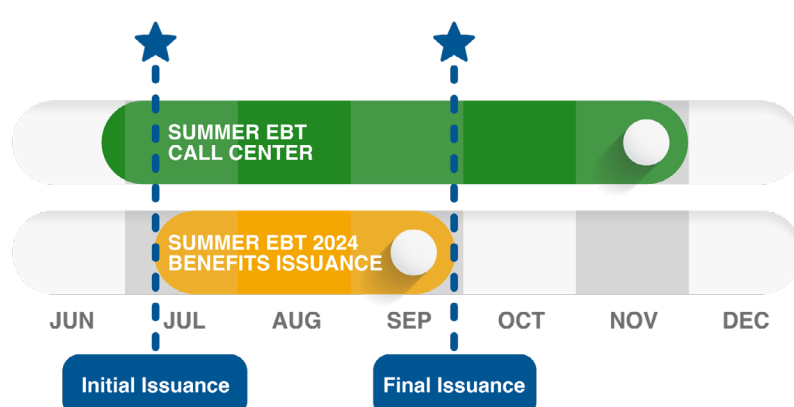 SUMMER EBT
CALL CENTER
SUMMER EBT 2024
BENEFITS ISSUANCE
JUN JUL AUG SEP OCT NOV DEC
Initial Issuance Final Issuance